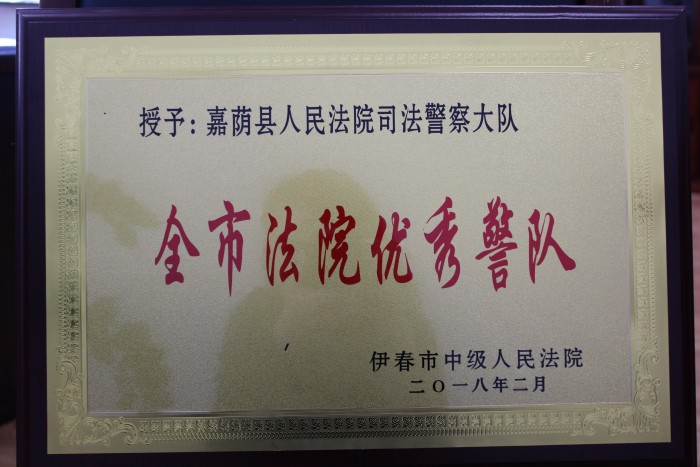 授予：嘉荫县人民法院司法警察大队
全市法院优秀警队
伊春市中级人民法院
二〇一八年二月